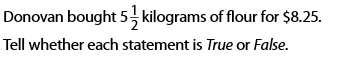 Donovan bought 5 1/2 kilograms of flour for $8.25.
Tell whether each statement is True or False.